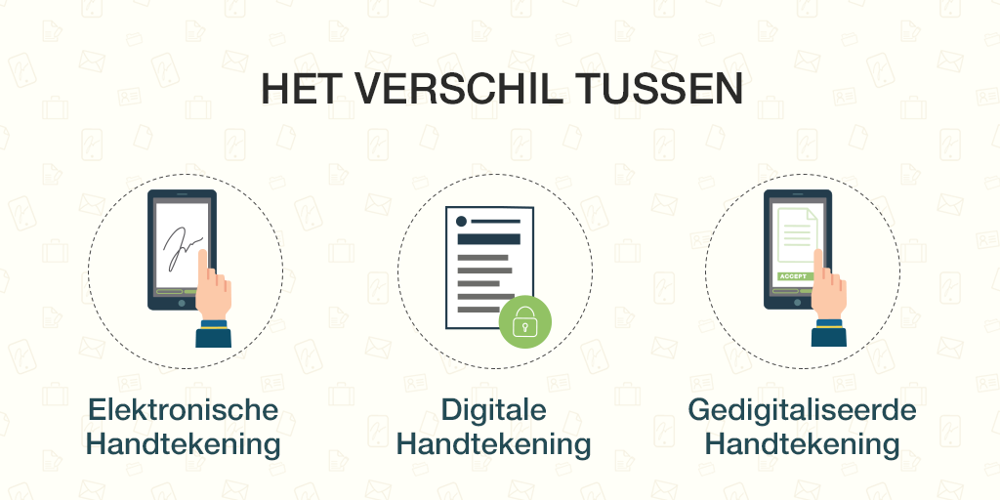 HET VERSCHIL TUSSEN
ACCEPT
Elektronische
Handtekening
Digitale
Handtekening
Gedigitaliseerde
Handtekening